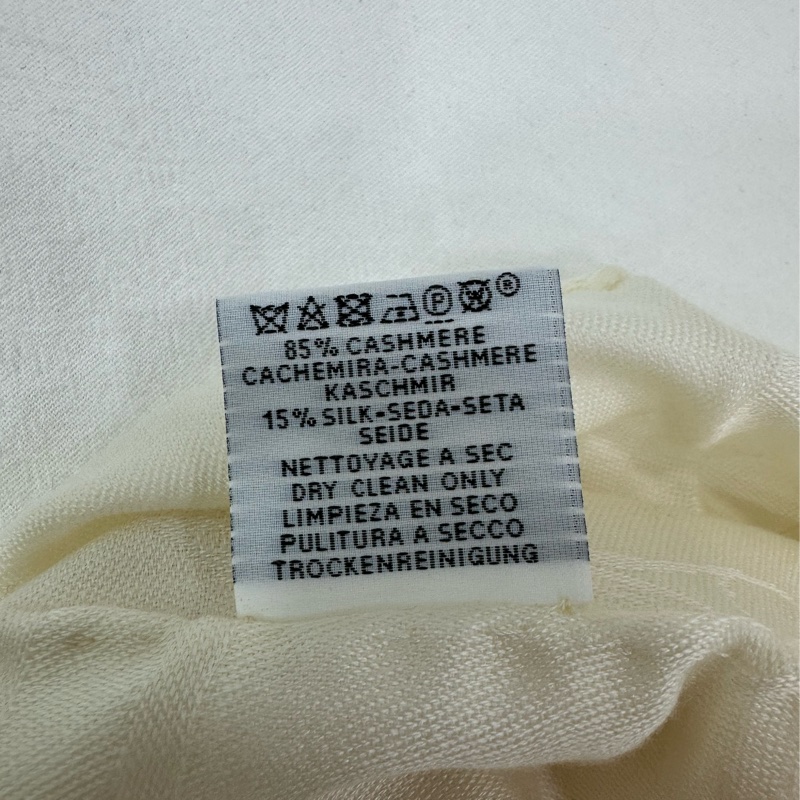 P W ®
85% CASHMERE
CACHEMIRA-CASHMERE
KASCHMIR
15% SILK-SEDA-SETA
SEIDE
NETTOYAGE A SEC
DRY CLEAN ONLY
LIMPIEZA EN SECO
PULITURA A SECCO
TROCKENREINIGUNG